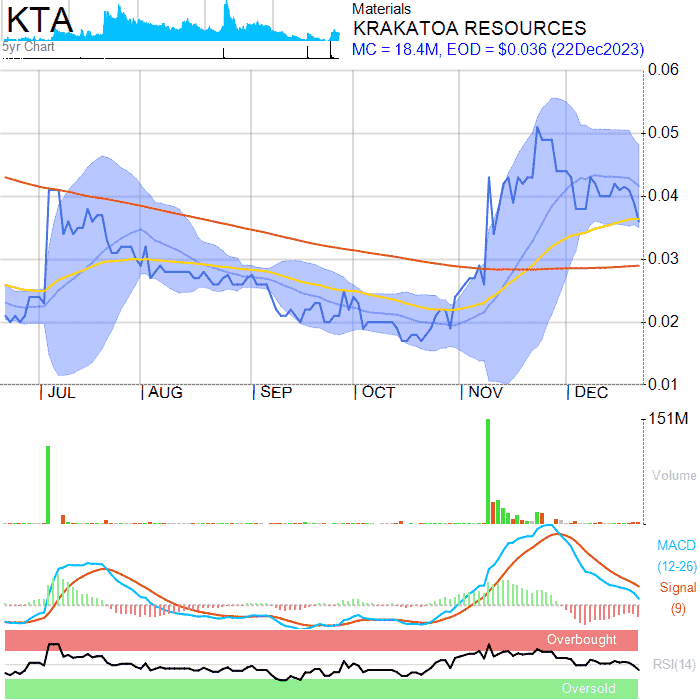 KTA
5yr Chart
Materials
KRAKATOA RESOURCES
MC = 18.4M, EOD = $0.036 (22Dec2023)
0.06
0.05
0.04
0.03
0.02
0.01
JUL AUG SEP OCT NOV DEC
151M
Volume
MACD
(12-26)
Signal
(9)
Overbought
RSI(14)
Oversold